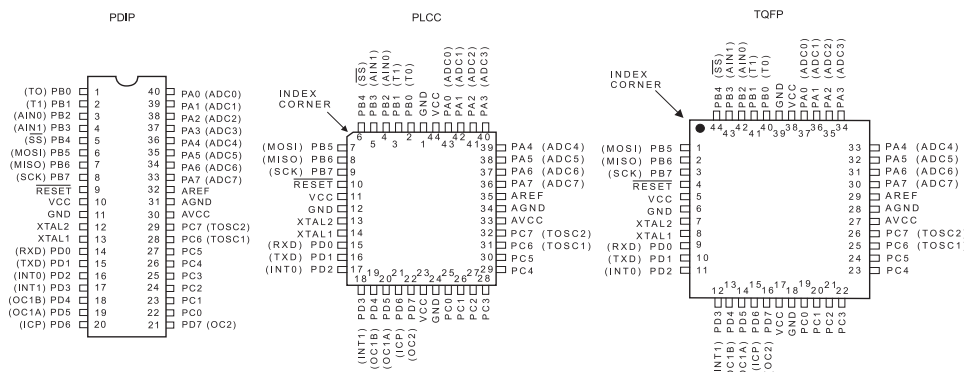 PDIP
(TO) PB0 1 40 PA0 (ADC0)
(T1) PB1 2 39 PA1 (ADC1)
(AIN0) PB2 3 38 PA2 (ADC2)
(AIN1) PB3 4 37 PA3 (ADC3)
(SS) PB4 5 36 PA4 (ADC4)
(MOSI) PB5 6 35 PA5 (ADC5)
(MISO) PB6 7 34 PA6 (ADC6)
(SCK) PB7 8 33 PA7 (ADC7)
RESET 9 32 AREF
VCC 10 31 AGND
GND 11 30 AVCC
XTAL2 12 29 PC7 (TOSC2)
XTAL1 13 28 PC6 (TOSC1)
(RXD) PD0 14 27 PC5
(TXD) PD1 15 26 PC4
(INT0) PD2 16 25 PC3
(INT1) PD3 17 24 PC2
(OC1B) PD4 18 23 PC1
(OC1A) PD5 19 22 PC0
(ICP) PD6 20 21 PD7 (OC2)
PLCC
INDEX
CORNER
PB4 (SS)
PB3 (AIN1)
PB2 (AIN0)
PB1 (T1)
PB0 (T0)
GND
VCC
PA0 (ADC0)
PA1 (ADC1)
PA2 (ADC2)
PA3 (ADC3)
6 5 4 3 2 1 44 43 42 41 40
(MOSI) PB5 7 39 PA4 (ADC4)
(MISO) PB6 8 38 PA5 (ADC5)
(SCK) PB7 9 37 PA6 (ADC6)
RESET 10 36 PA7 (ADC7)
VCC 11 35 AREF
GND 12 34 AGND
XTAL2 13 33 AVCC
XTAL1 14 32 PC7 (TOSC2)
(RXD) PD0 15 31 PC6 (TOSC1)
(TXD) PD1 16 30 PC5
(INT0) PD2 17 29 PC4
18 19 20 21 22 23 24 25 26 27 28
(INT1) PD3
(OC1B) PD4
(OC1A) PD5
(ICP) PD6
(OC2) PD7
VCC
GND
PC0
PC1
PC2
PC3
TQFP
INDEX
CORNER
PB4 (SS)
PB3 (AIN1)
PB2 (AIN0)
PB1 (T1)
PB0 (T0)
GND
VCC
PA0 (ADC0)
PA1 (ADC1)
PA2 (ADC2)
PA3 (ADC3)
44 43 42 41 40 39 38 37 36 35 34
(MOSI) PB5 1 33 PA4 (ADC4)
(MISO) PB6 2 32 PA5 (ADC5)
(SCK) PB7 3 31 PA6 (ADC6)
RESET 4 30 PA7 (ADC7)
VCC 5 29 AREF
GND 6 28 AGND
XTAL2 7 27 AVCC
XTAL1 8 26 PC7 (TOSC2
(RXD) PD0 9 25 PC6 (TOSC1
(TXD) PD1 10 24 PC5
(INT0) PD2 11 23 PC4
12 13 14 15 16 17 18 19 20 21 22
INT1) PD3
OC1B) PD4
OC1A) PD5
(ICP) PD6
OC2) PD7
VCC
GND
PC0
PC1
PC2
PC3